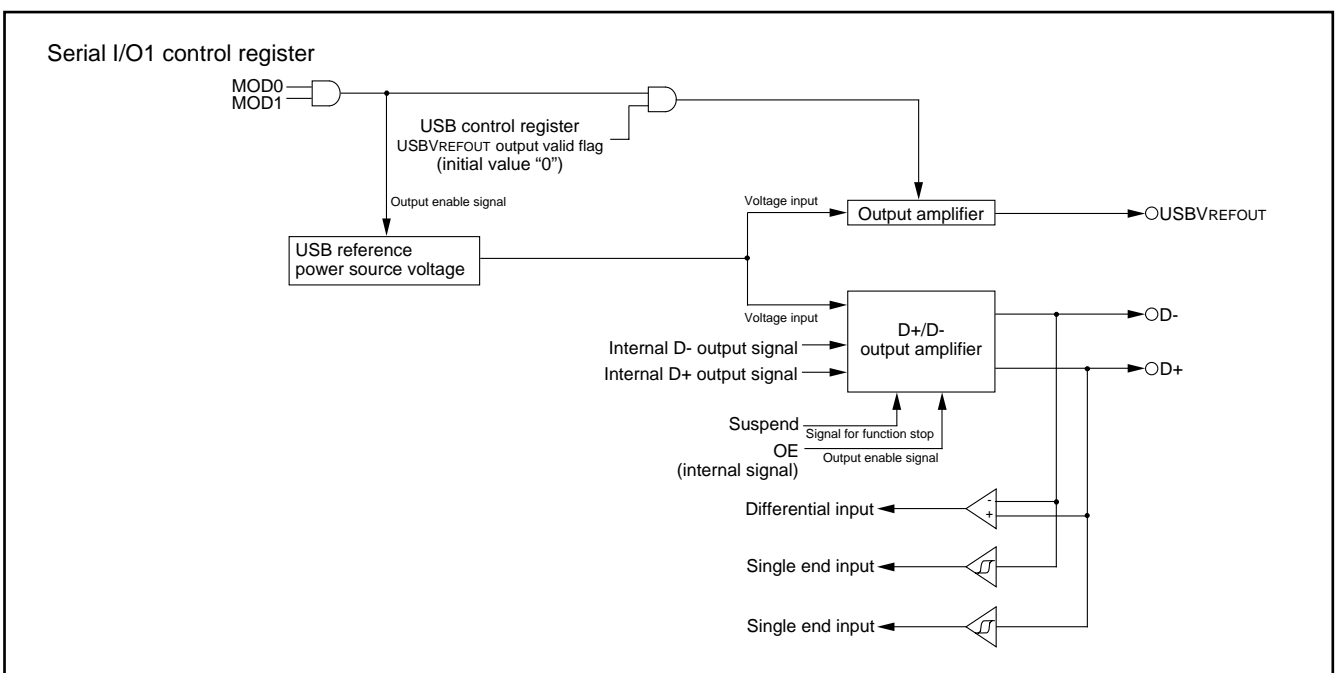 Serial I/O1 control register
MOD0
MOD1
USB control register
USBVREFOUT output valid flag
(initial value “0”)
Output enable signal
Voltage input
Output amplifier
USBVREFOUT
USB reference
power source voltage
Voltage input
D+/D-
output amplifier
D-
Internal D- output signal
Internal D+ output signal
D+
Suspend
Signal for function stop
OE
Output enable signal
(internal signal)
Differential input
-
+
Single end input
Single end input